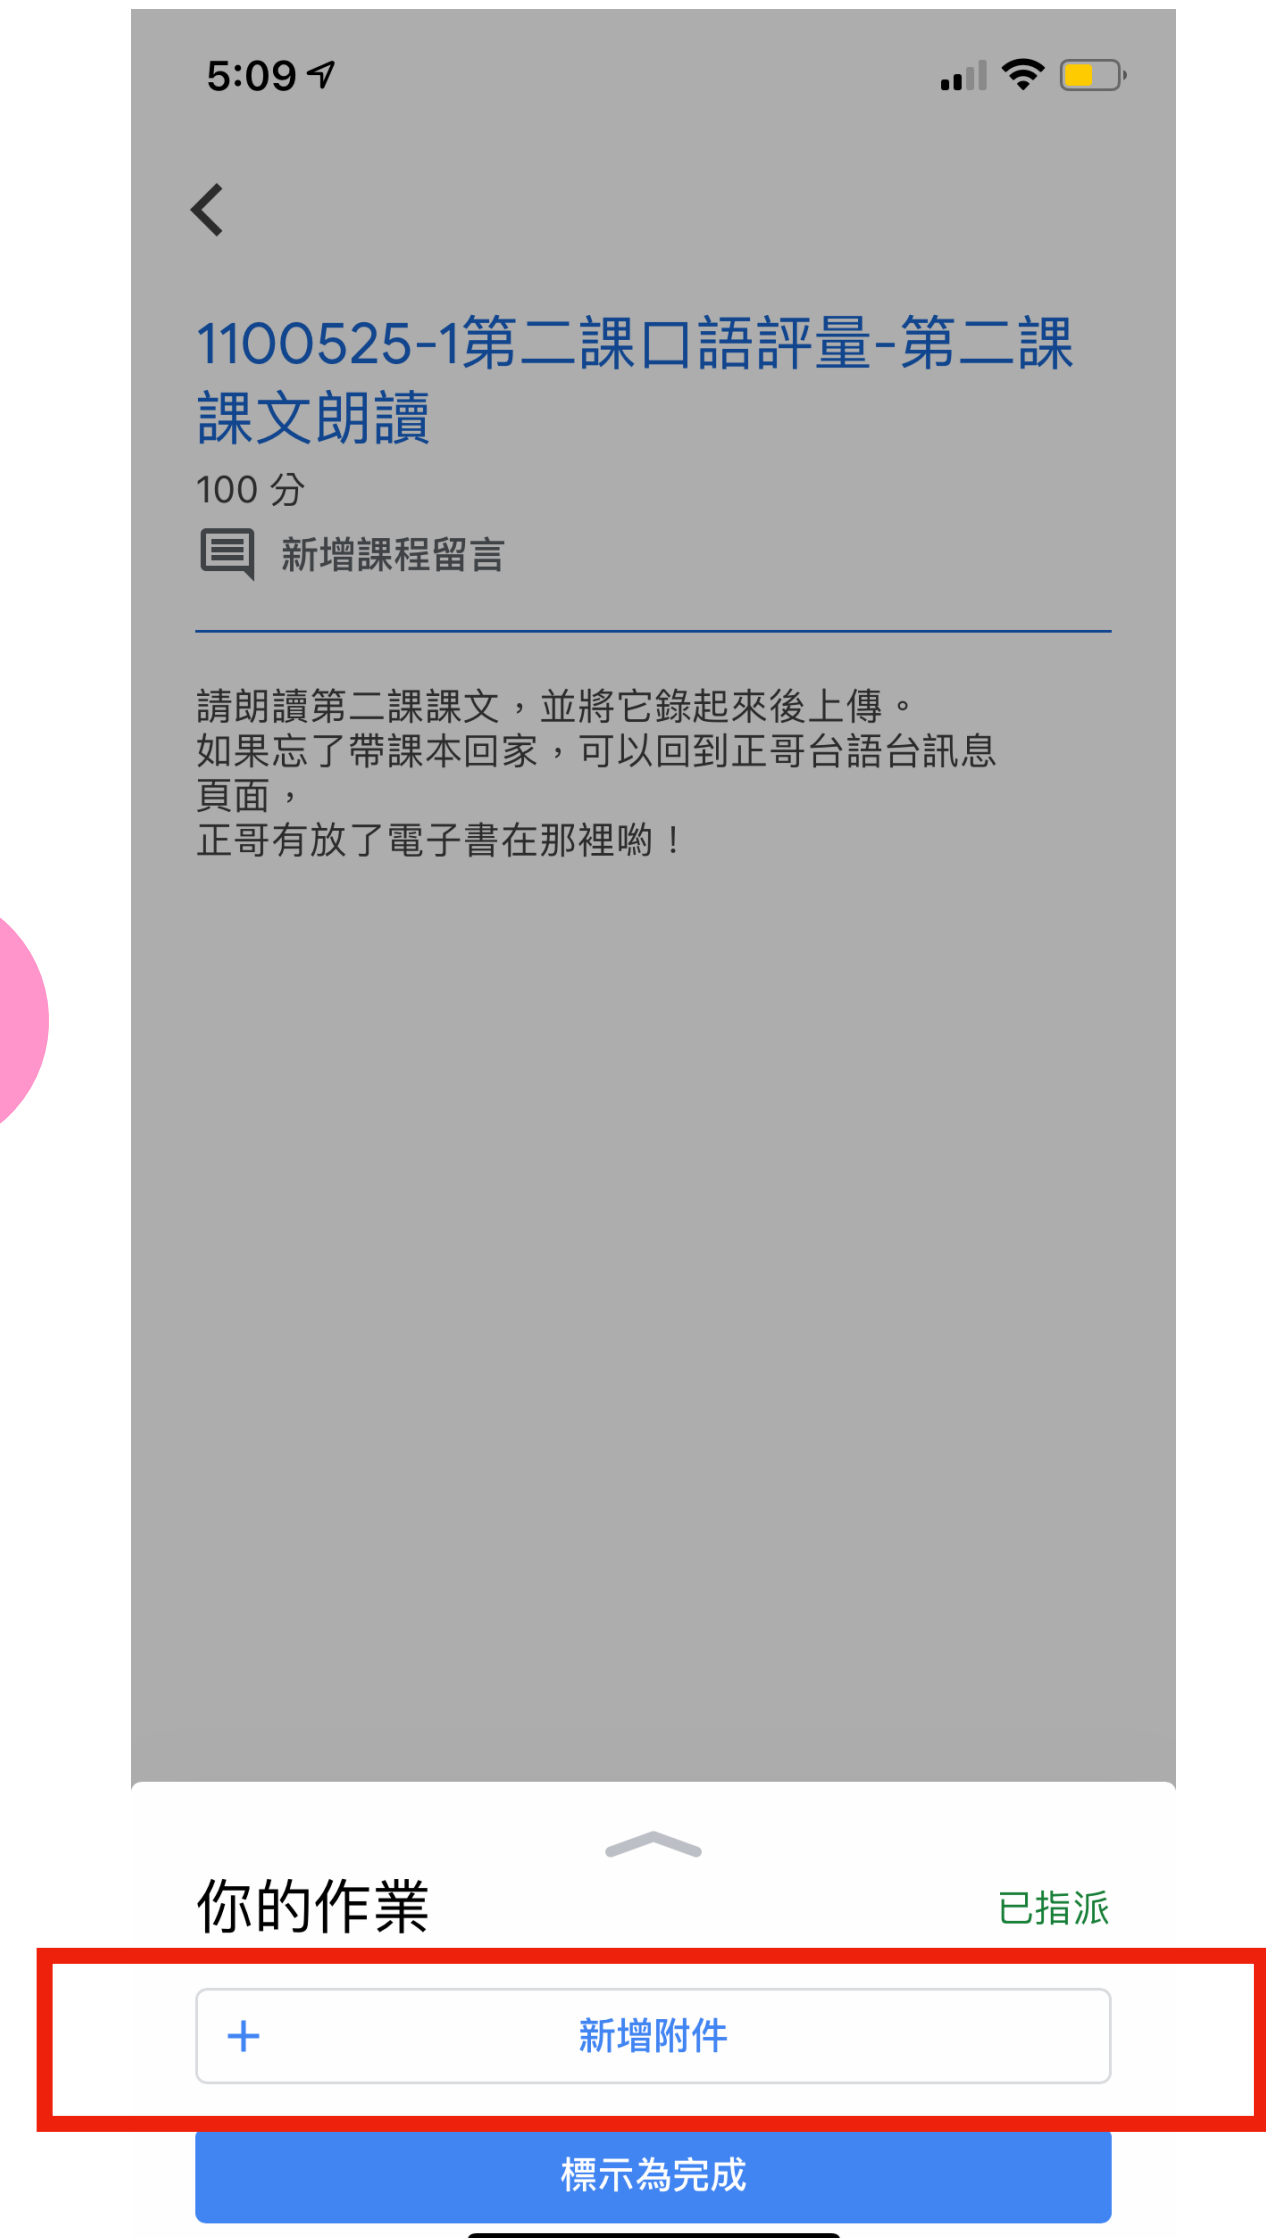 5:09
1100525-1第二課口語評量-第二課
課文朗讀
100 分
新增課程留言
請朗讀第二課課文，並將它錄起來後上傳。
如果忘了帶課本回家，可以回到正哥台語台訊息
頁面，
正哥有放了電子書在那裡喲！
你的作業
已指派
+ 新增附件
標示為完成